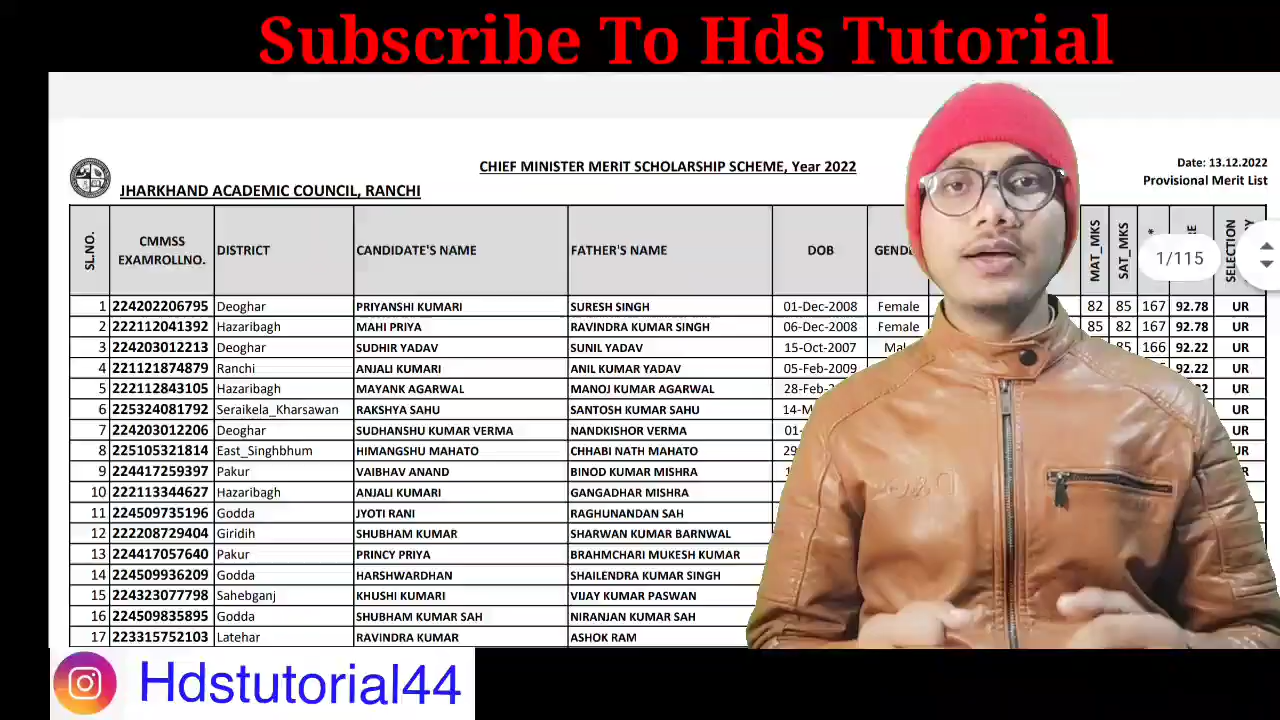 Subscribe To Hds Tutorial
CHIEF MINISTER MERIT SCHOLARSHIP SCHEME, Year 2022
Date: 13.12.2022
Provisional Merit List
JHARKHAND ACADEMIC COUNCIL, RANCHI
SL.NO. CMMSS EXAMROLLNO. DISTRICT CANDIDATE'S NAME FATHER'S NAME DOB MAT_MKS SAT_MKS * SELECTION
1/115
1 224202206795 Deoghar PRIYANSHI KUMARI SURESH SINGH 01-Dec-2008 Female 82 85 167 92.78 UR
2 222112041392 Hazaribagh MAHI PRIYA RAVINDRA KUMAR SINGH 06-Dec-2008 Female 85 82 167 92.78 UR
3 224203012213 Deoghar SUDHIR YADAV SUNIL YADAV 15-Oct-2007 85 166 92.22 UR
4 221121874879 Ranchi ANJALI KUMARI ANIL KUMAR YADAV 05-Feb-2009 92.22 UR
5 222112843105 Hazaribagh MAYANK AGARWAL MANOJ KUMAR AGARWAL 28-Feb UR
6 225324081792 Seraikela_Kharsawan RAKSHYA SAHU SANTOSH KUMAR SAHU UR
7 224203012206 Deoghar SUDHANSHU KUMAR VERMA NANDKISHOR VERMA UR
8 225105321814 East_Singhbhum HIMANGSHU MAHATO CHHABI NATH MAHATO UR
9 224417259397 Pakur VAIBHAV ANAND BINOD KUMAR MISHRA UR
10 222113344627 Hazaribagh ANJALI KUMARI GANGADHAR MISHRA
11 224509735196 Godda JYOTI RANI RAGHUNANDAN SAH
12 222208729404 Giridih SHUBHAM KUMAR SHARWAN KUMAR BARNWAL
13 224417057640 Pakur PRINCY PRIYA BRAHMCHARI MUKESH KUMAR
14 224509936209 Godda HARSHWARDHAN SHAILENDRA KUMAR SINGH
15 224323077798 Sahebganj KHUSHI KUMARI VIJAY KUMAR PASWAN
16 224509835895 Godda SHUBHAM KUMAR SAH NIRANJAN KUMAR SAH
17 223315752103 Latehar RAVINDRA KUMAR ASHOK RAM
Hdstutorial44